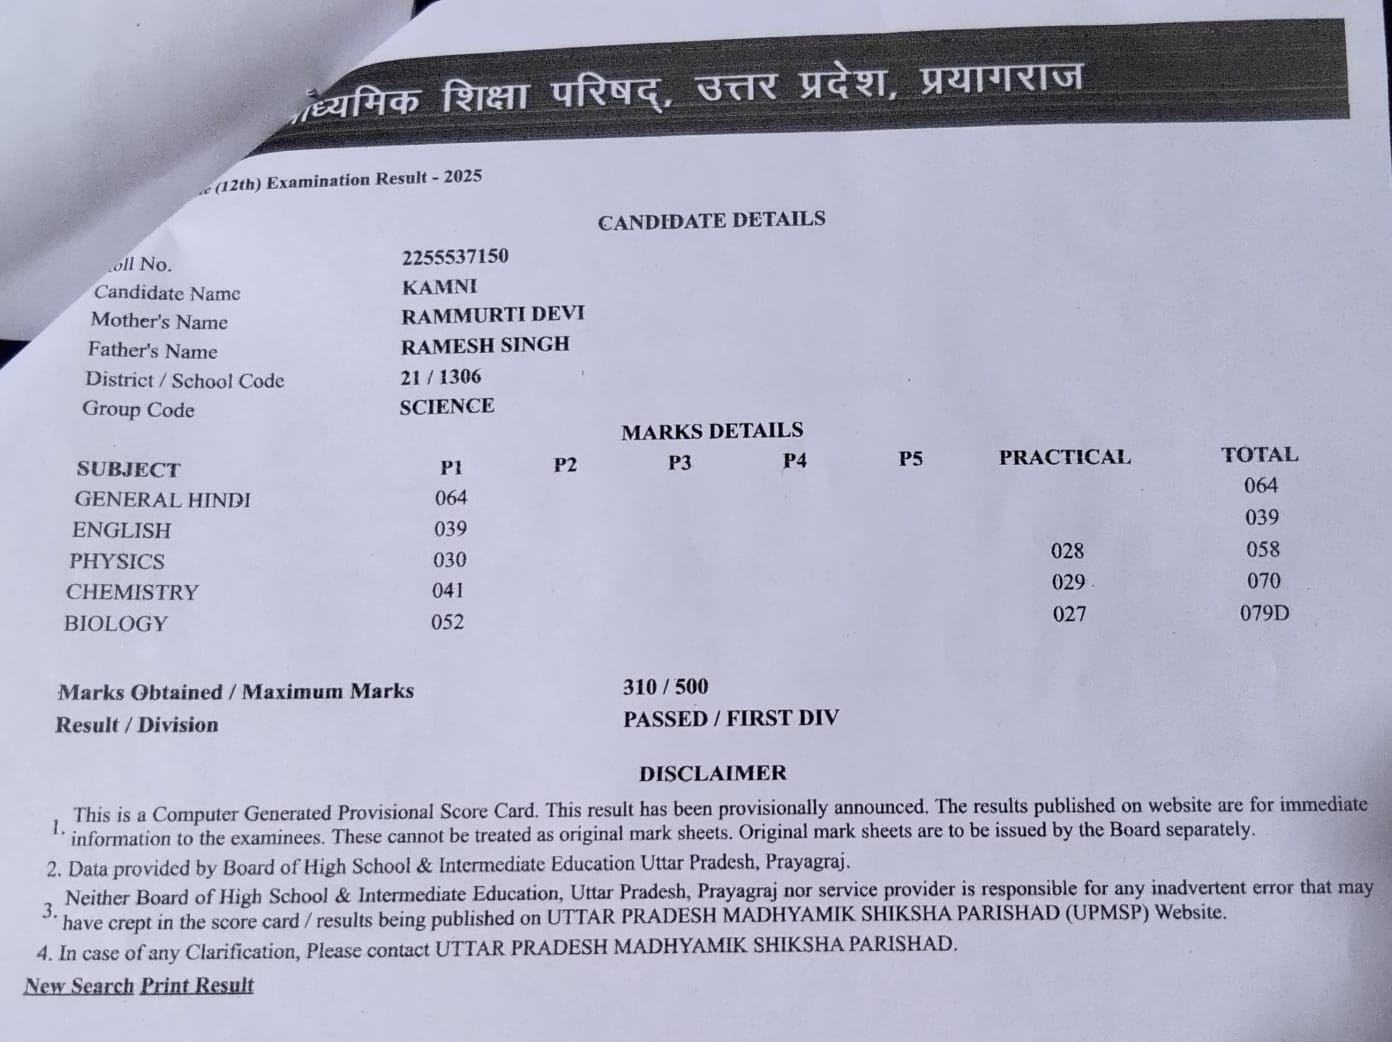 माध्यमिक शिक्षा परिषद्, उत्तर प्रदेश, प्रयागराज
(12th) Examination Result - 2025
CANDIDATE DETAILS
Roll No. 2255537150
Candidate Name KAMNI
Mother's Name RAMMURTI DEVI
Father's Name RAMESH SINGH
District / School Code 21 / 1306
Group Code SCIENCE
MARKS DETAILS
SUBJECT P1 P2 P3 P4 P5 PRACTICAL TOTAL
GENERAL HINDI 064 064
ENGLISH 039 039
PHYSICS 030 028 058
CHEMISTRY 041 029 070
BIOLOGY 052 027 079D
Marks Obtained / Maximum Marks 310 / 500
Result / Division PASSED / FIRST DIV
DISCLAIMER
1. This is a Computer Generated Provisional Score Card. This result has been provisionally announced. The results published on website are for immediate
information to the examinees. These cannot be treated as original mark sheets. Original mark sheets are to be issued by the Board separately.
2. Data provided by Board of High School & Intermediate Education Uttar Pradesh, Prayagraj.
3. Neither Board of High School & Intermediate Education, Uttar Pradesh, Prayagraj nor service provider is responsible for any inadvertent error that may
have crept in the score card / results being published on UTTAR PRADESH MADHYAMIK SHIKSHA PARISHAD (UPMSP) Website.
4. In case of any Clarification, Please contact UTTAR PRADESH MADHYAMIK SHIKSHA PARISHAD.
New Search Print Result